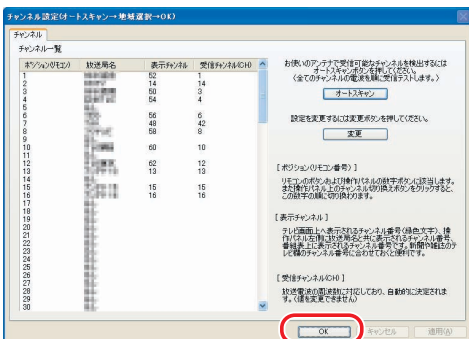 チャンネル設定(オートスキャン→地域選択→OK)
チャンネル
チャンネル一覧
ポジション(リモコン) 放送局名 表示チャンネル 受信チャンネル(CH)
1 52 1
2 14 14
3 50 3
4 54 4
5
6 56 6
7 48 42
8 58 8
9
10 60 10
11
12 62 12
13 13 13
14
15 15 15
16 16 16
17
18
19
20
21
22
23
24
25
26
27
28
29
30
お使いのアンテナで受信可能なチャンネルを検出するには
オートスキャンボタンを押してください。
(全てのチャンネルの電波を順に受信テストします。)
オートスキャン
設定を変更するには変更ボタンを押してください。
変更
[ポジション(リモコン番号)]
リモコンのボタンおよび操作パネルの数字ボタンに該当します。
また操作パネル上のチャンネル切り換えボタンをクリックすると、
この数字の順に切り換わります。
[表示チャンネル]
テレビ画面上へ表示されるチャンネル番号(緑色文字)、操
作パネル左側に放送局名と共に表示されるチャンネル番号、
番組表上に表示されるチャンネル番号です。新聞や雑誌のテ
レビ欄のチャンネル番号に合わせておくと便利です。
[受信チャンネル(CH)]
放送電波の周波数に対応しており、自動的に決定されま
す。(値を変更できません)
OK キャンセル 適用(A)